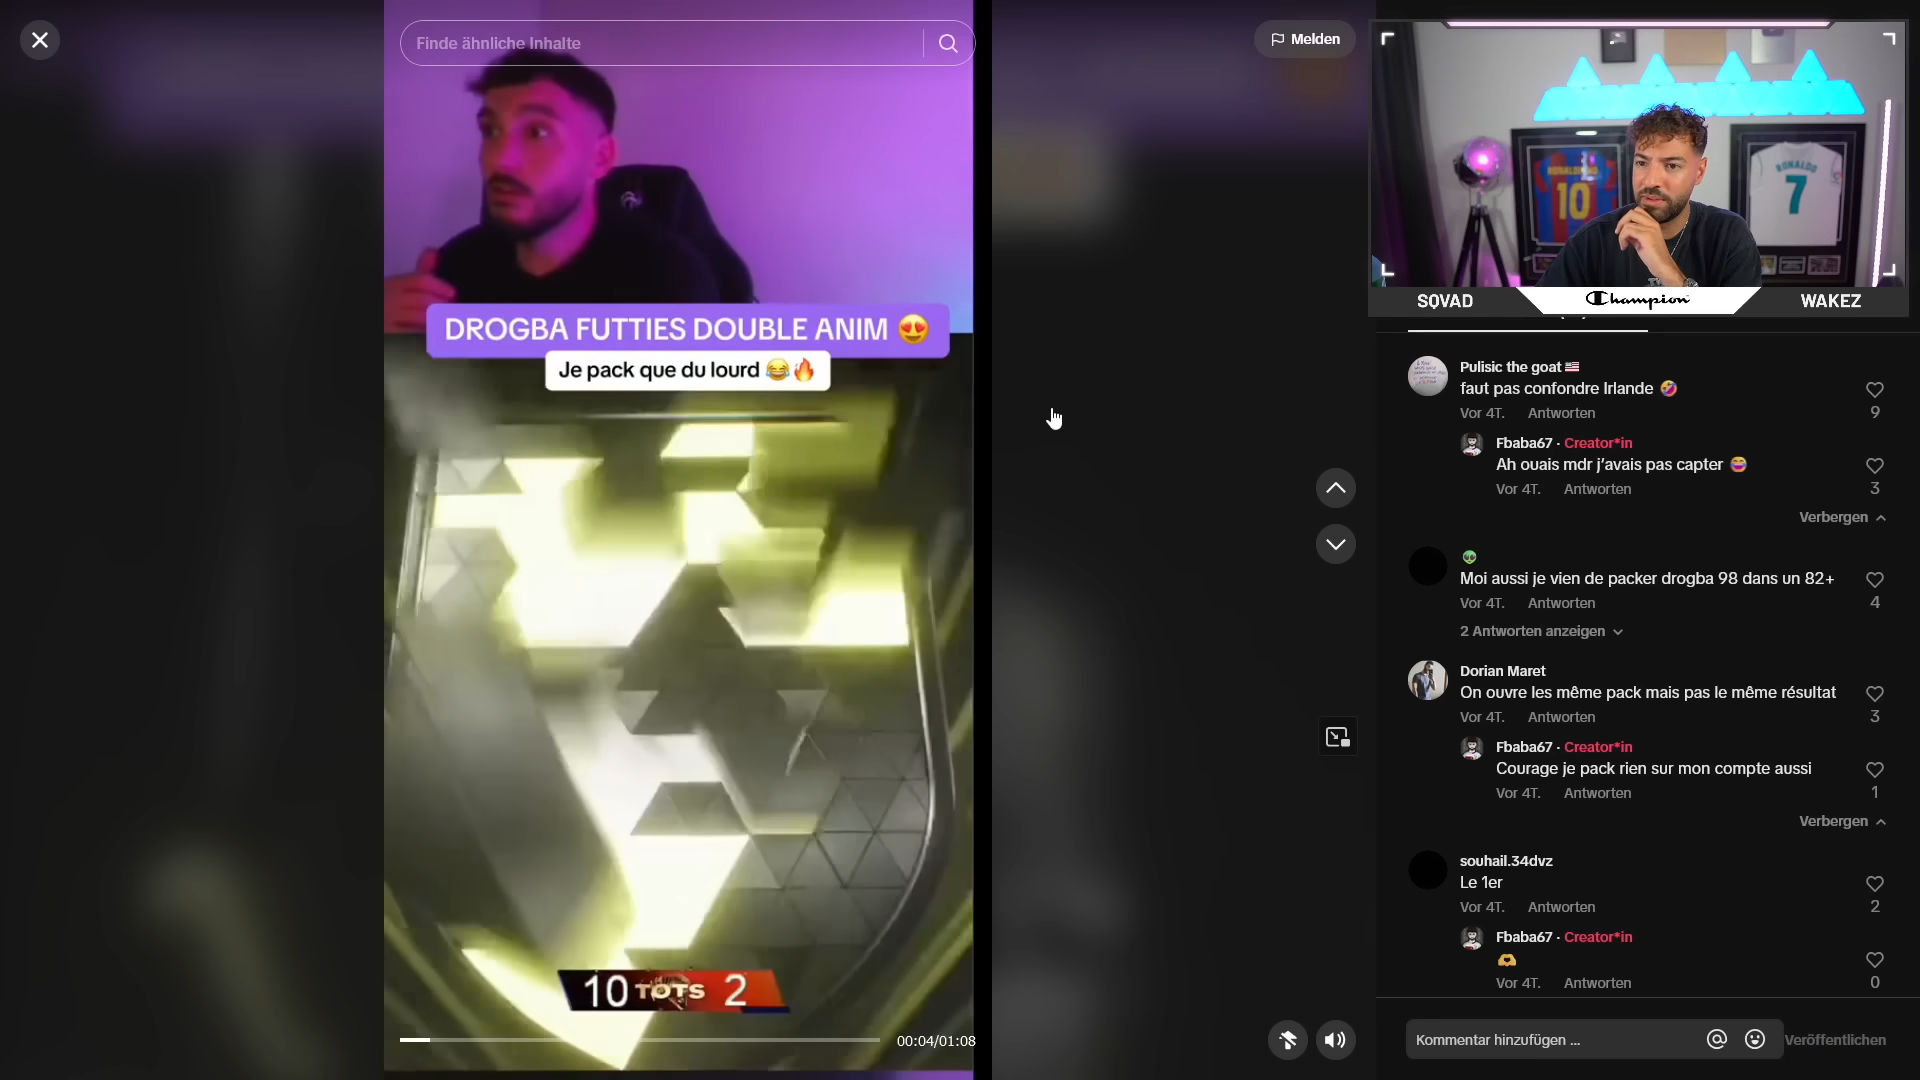 Finde ähnliche Inhalte
Melden
DROGBA FUTTIES DOUBLE ANIM 😍
Je pack que du lourd 😂🔥
10 TOTS 2
00:04/01:08
RONALDINHO
10
RONALDO
7
SQVAD
Champion
WAKEZ
Pulisic the goat🇺🇸
faut pas confondre Irlande 🤣
Vor 4T. Antworten
9
Fbaba67 · Creator*in
Ah ouais mdr j'avais pas capter 😂
Vor 4T. Antworten
3
Verbergen
👽
Moi aussi je vien de packer drogba 98 dans un 82+
Vor 4T. Antworten
4
2 Antworten anzeigen
Dorian Maret
On ouvre les même pack mais pas le même résultat
Vor 4T. Antworten
3
Fbaba67 · Creator*in
Courage je pack rien sur mon compte aussi
Vor 4T. Antworten
1
Verbergen
souhail.34dvz
Le 1er
Vor 4T. Antworten
2
Fbaba67 · Creator*in
🫶
Vor 4T. Antworten
0
Kommentar hinzufügen ...
Veröffentlichen